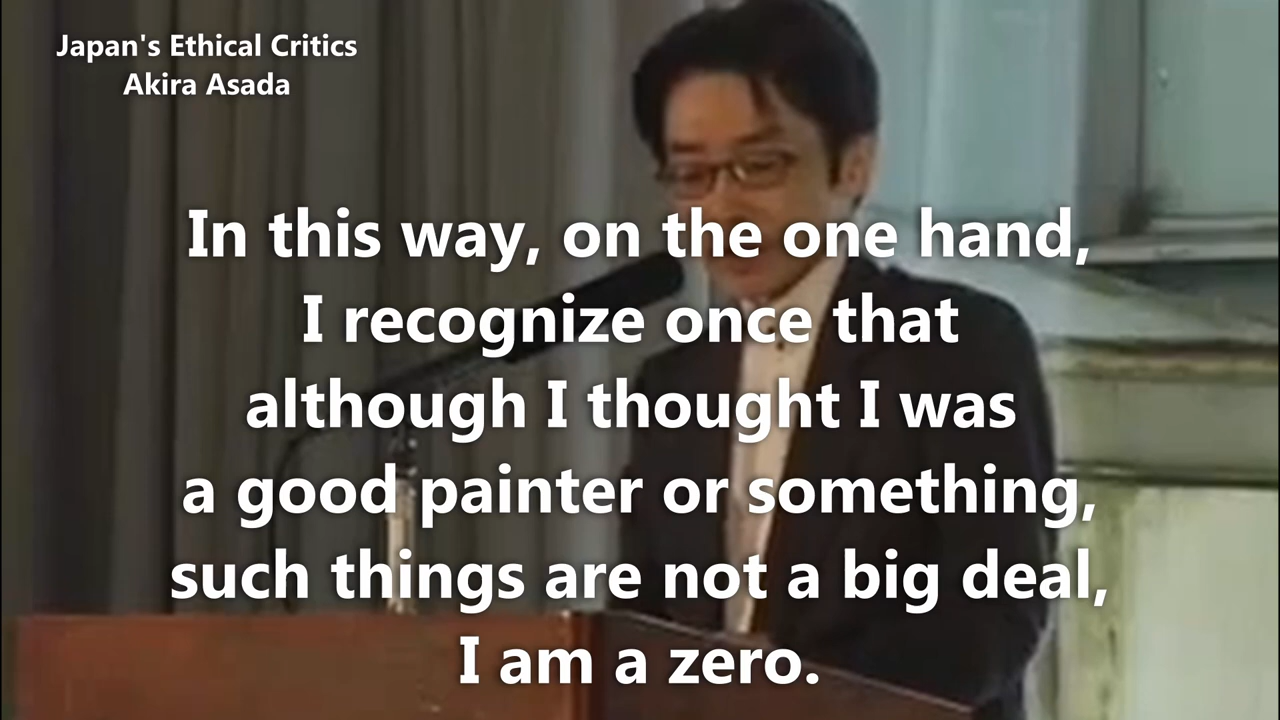 Japan's Ethical Critics
Akira Asada
In this way, on the one hand,
I recognize once that
although I thought I was
a good painter or something,
such things are not a big deal,
I am a zero.